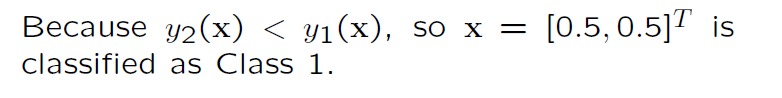 Because y₂(x) < y₁(x), so x = [0.5, 0.5]ᵀ is
classified as Class 1.